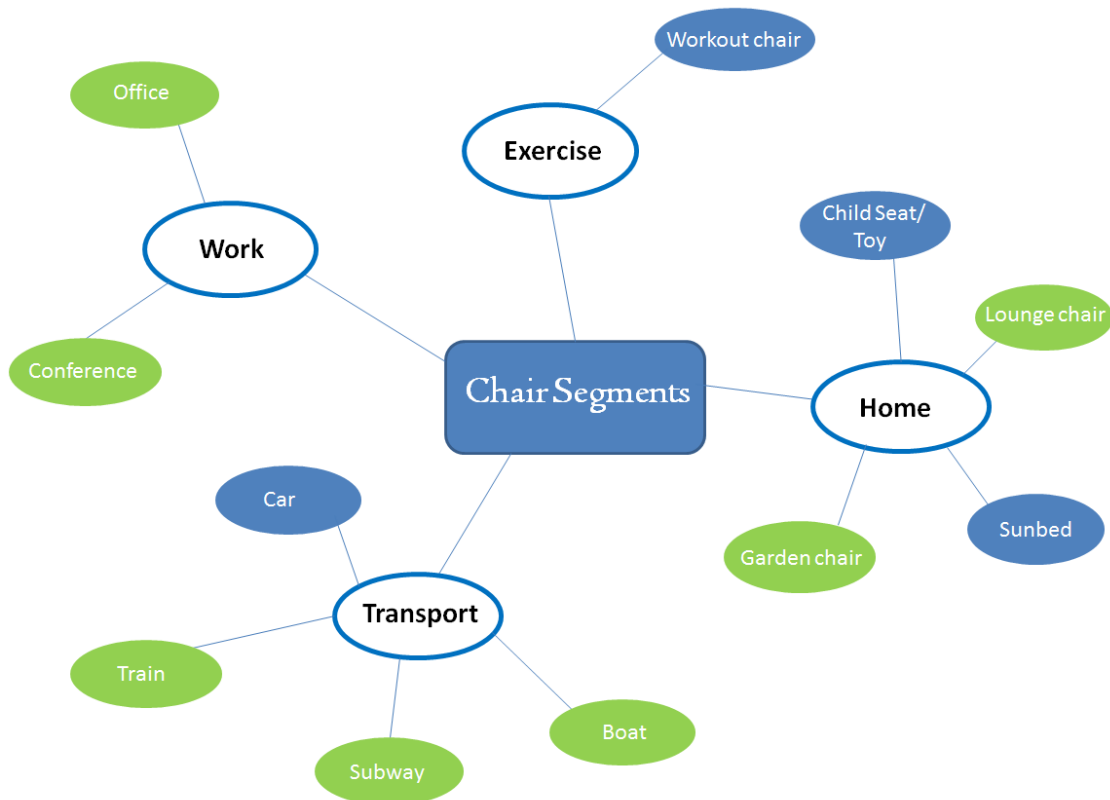 Workout chair
Office
Exercise
Child Seat/
Toy
Work
Lounge chair
Conference
Chair Segments
Home
Car
Sunbed
Garden chair
Transport
Train
Boat
Subway